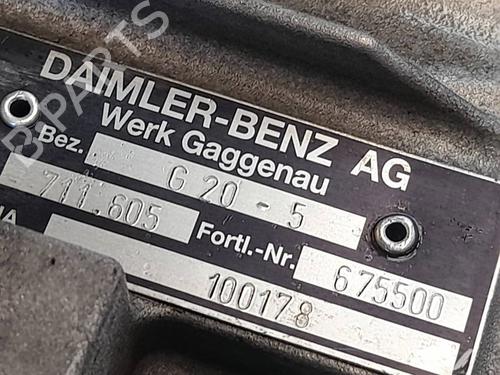 BPARTS
DAIMLER-BENZ AG
Werk Gaggenau
Bez. G 20 - 5
711.605 Fortl.-Nr. 675500
100178